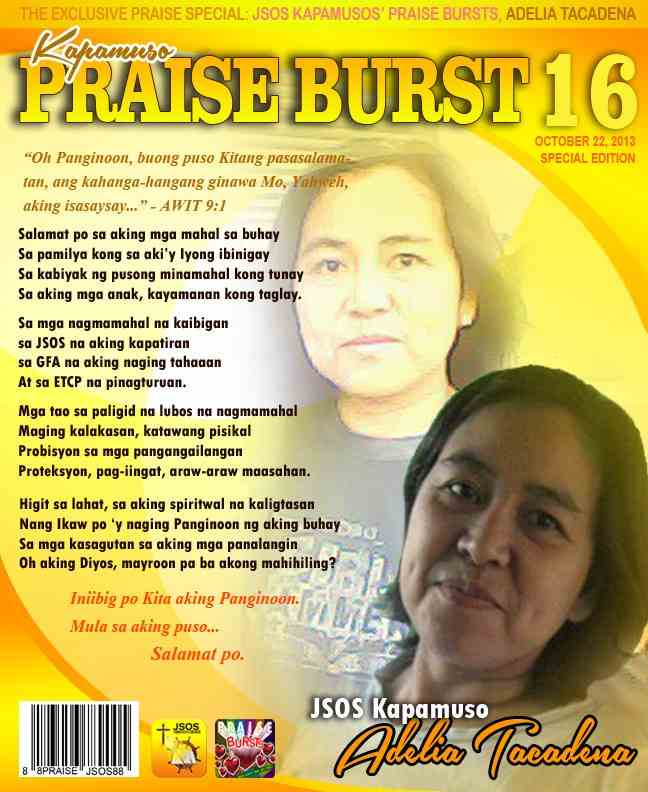 THE EXCLUSIVE PRAISE SPECIAL: JSOS KAPAMUSOS' PRAISE BURSTS, ADELIA TACADENA
Kapamuso
PRAISE BURST 16
OCTOBER 22, 2013
SPECIAL EDITION
“Oh Panginoon, buong puso Kitang pasasalama-
tan, ang kahanga-hangang ginawa Mo, Yahweh,
aking isasaysay...” - AWIT 9:1
Salamat po sa aking mga mahal sa buhay
Sa pamilya kong sa aki'y Iyong ibinigay
Sa kabiyak ng pusong minamahal kong tunay
Sa aking mga anak, kayamanan kong taglay.
Sa mga nagmamahal na kaibigan
sa JSOS na aking kapatiran
sa GFA na aking naging tahaaan
At sa ETCP na pinagturuan.
Mga tao sa paligid na lubos na nagmamahal
Maging kalakasan, katawang pisikal
Probisyon sa mga pangangailangan
Proteksyon, pag-iingat, araw-araw maasahan.
Higit sa lahat, sa aking spiritwal na kaligtasan
Nang Ikaw po 'y naging Panginoon ng aking buhay
Sa mga kasagutan sa aking mga panalangin
Oh aking Diyos, mayroon pa ba akong mahihiling?
Iniibig po Kita aking Panginoon.
Mula sa aking puso...
Salamat po.
JSOS Kapamuso
Adelia Tacadena
8 8PRAISE JSOS88
JSOS
PRAISE
BURST